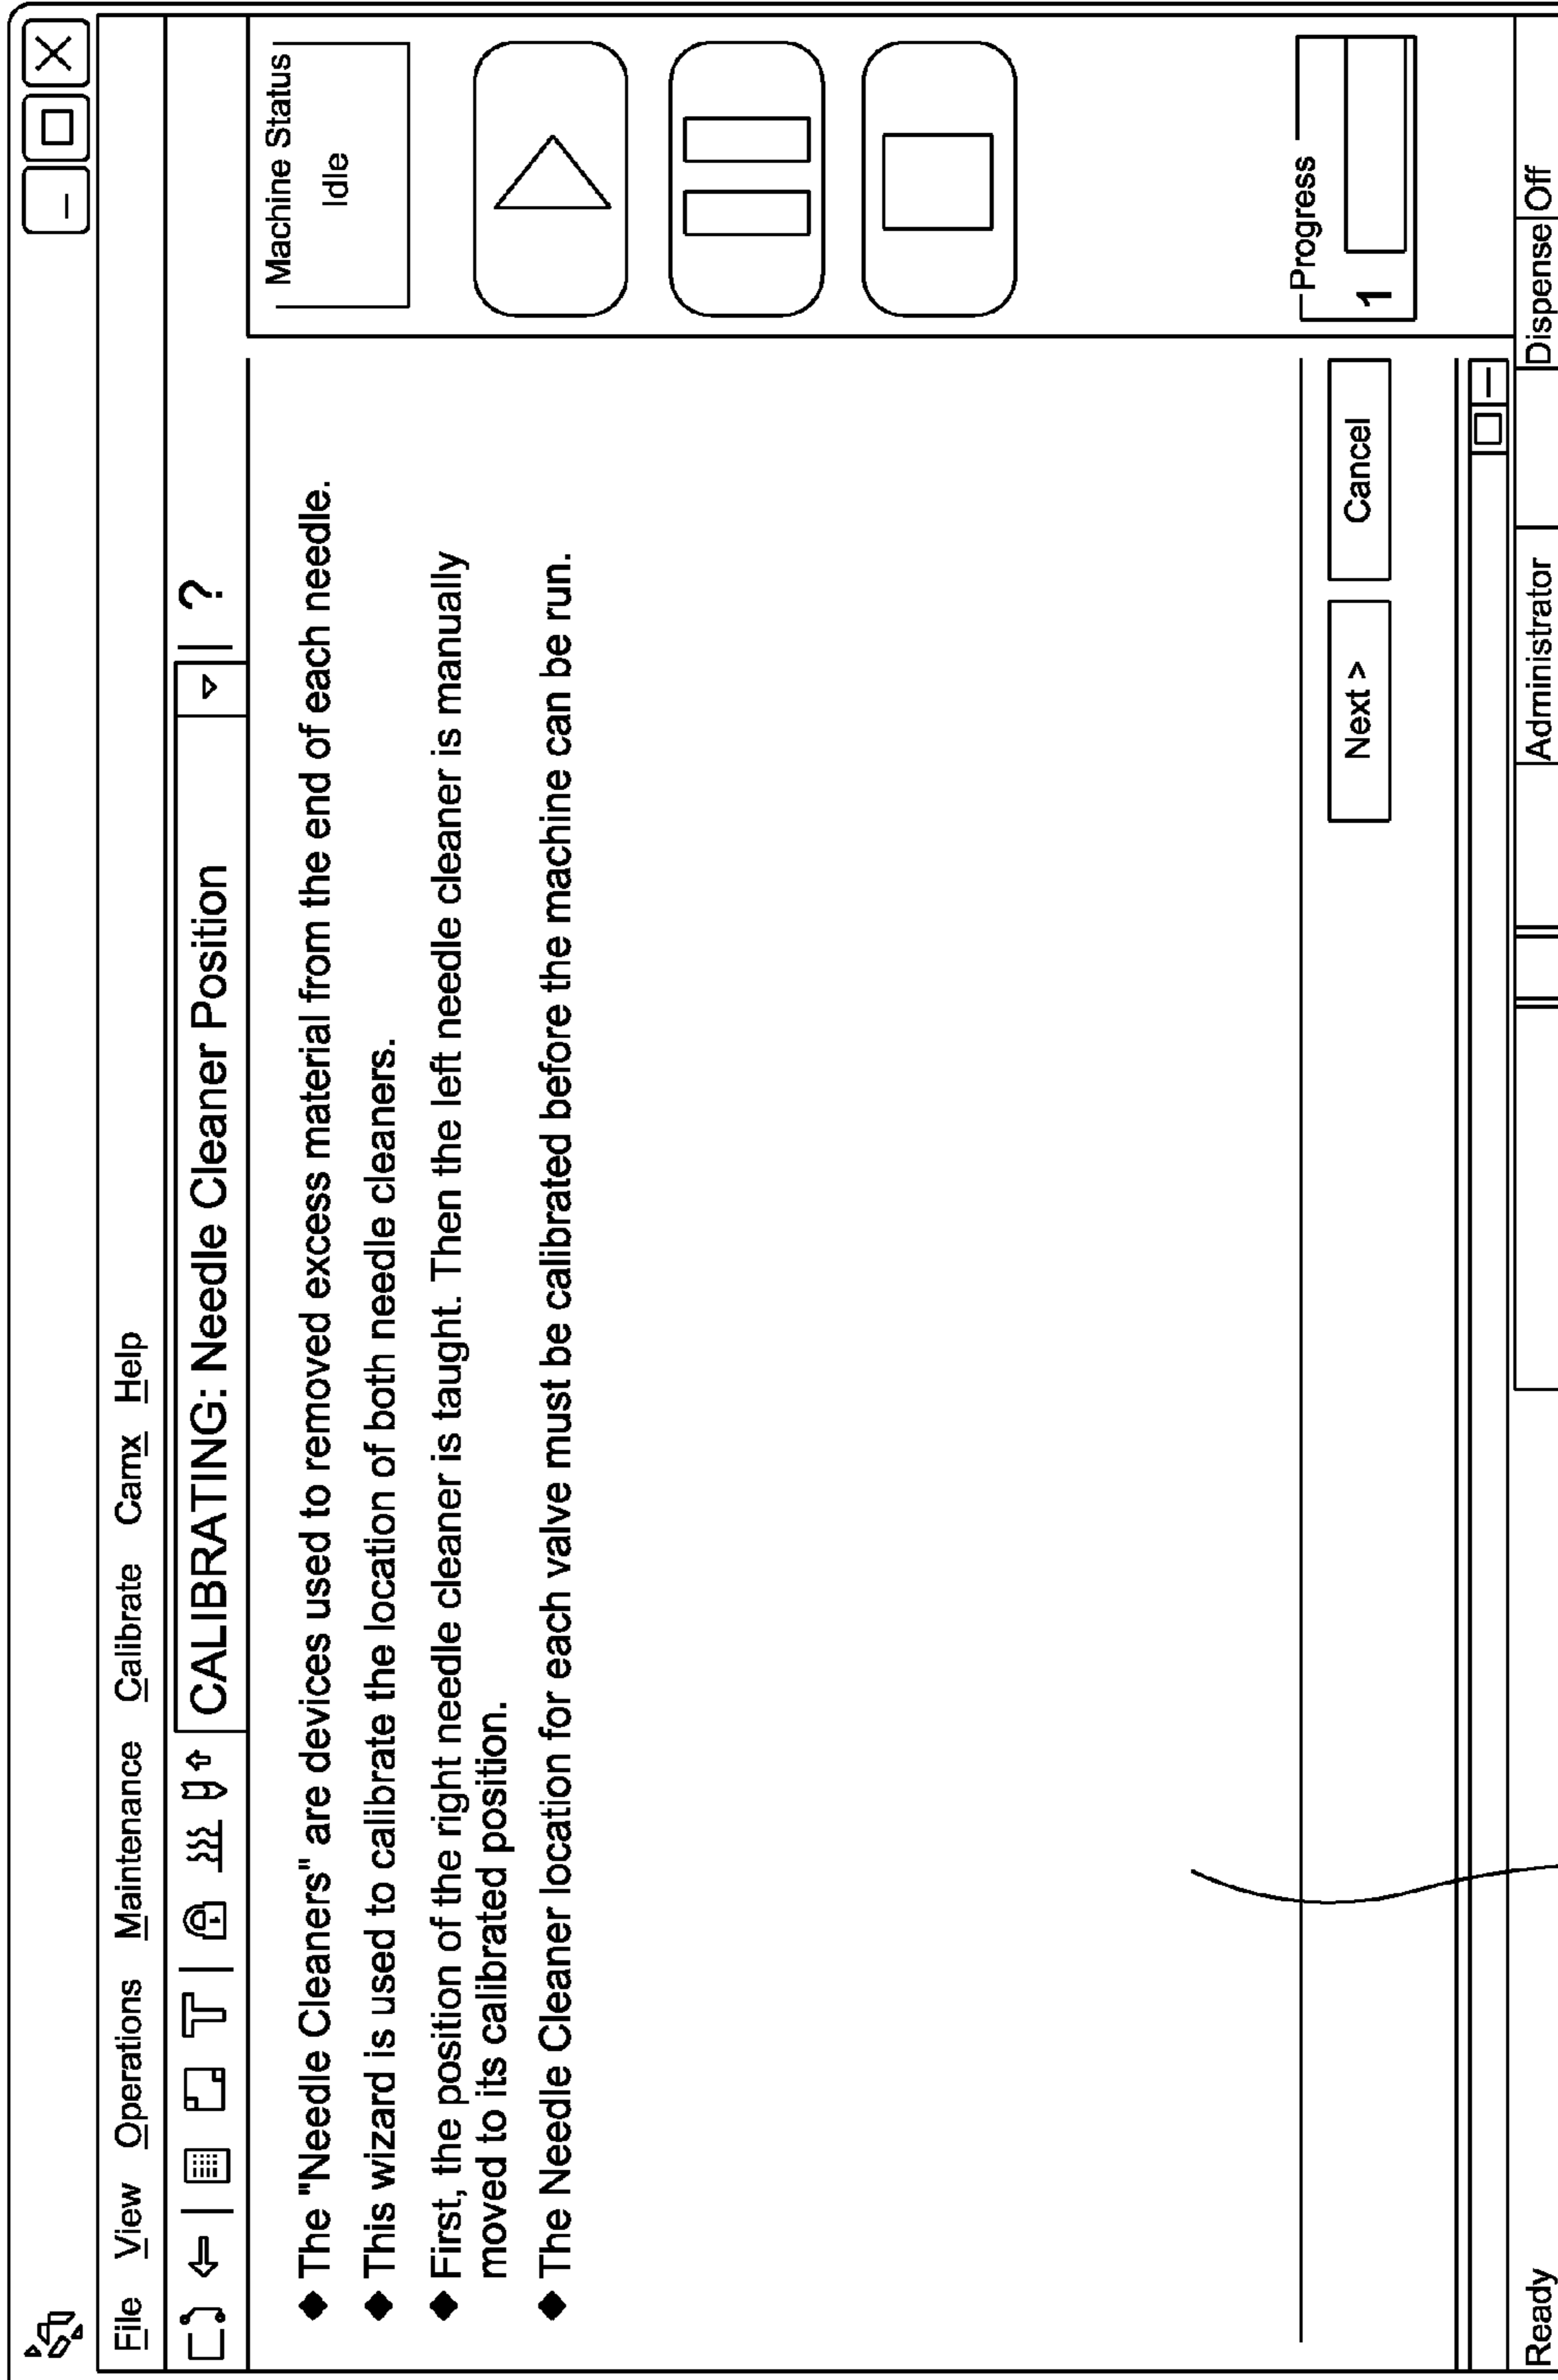 File View Operations Maintenance Calibrate Camx Help
CALIBRATING: Needle Cleaner Position
?
The "Needle Cleaners" are devices used to removed excess material from the end of each needle.
This wizard is used to calibrate the location of both needle cleaners.
First, the position of the right needle cleaner is taught. Then the left needle cleaner is manually
moved to its calibrated position.
The Needle Cleaner location for each valve must be calibrated before the machine can be run.
Machine Status
Idle
Progress
1
Next > Cancel
Ready Administrator Dispense Off